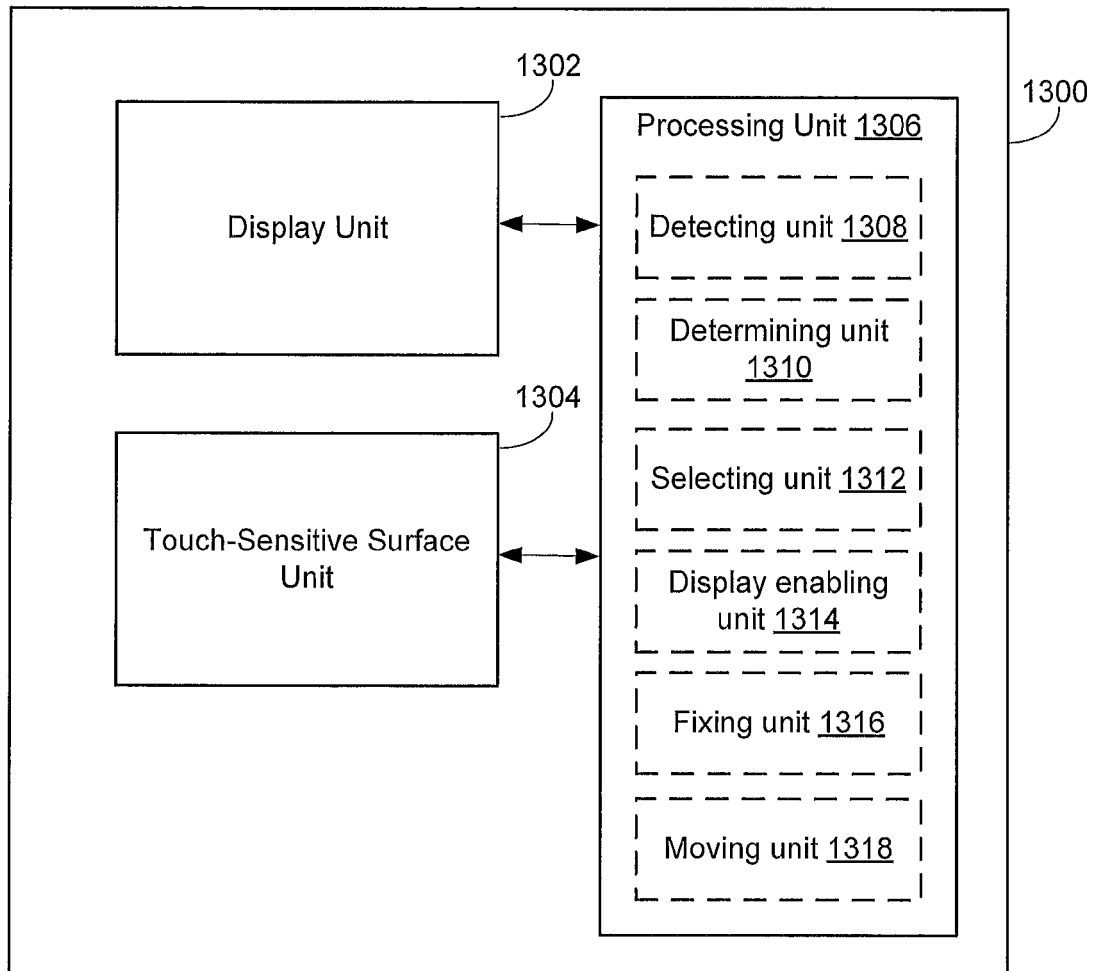 1302
1300
Display Unit
1304
Touch-Sensitive Surface
Unit
Processing Unit 1306
Detecting unit 1308
Determining unit
1310
Selecting unit 1312
Display enabling
unit 1314
Fixing unit 1316
Moving unit 1318